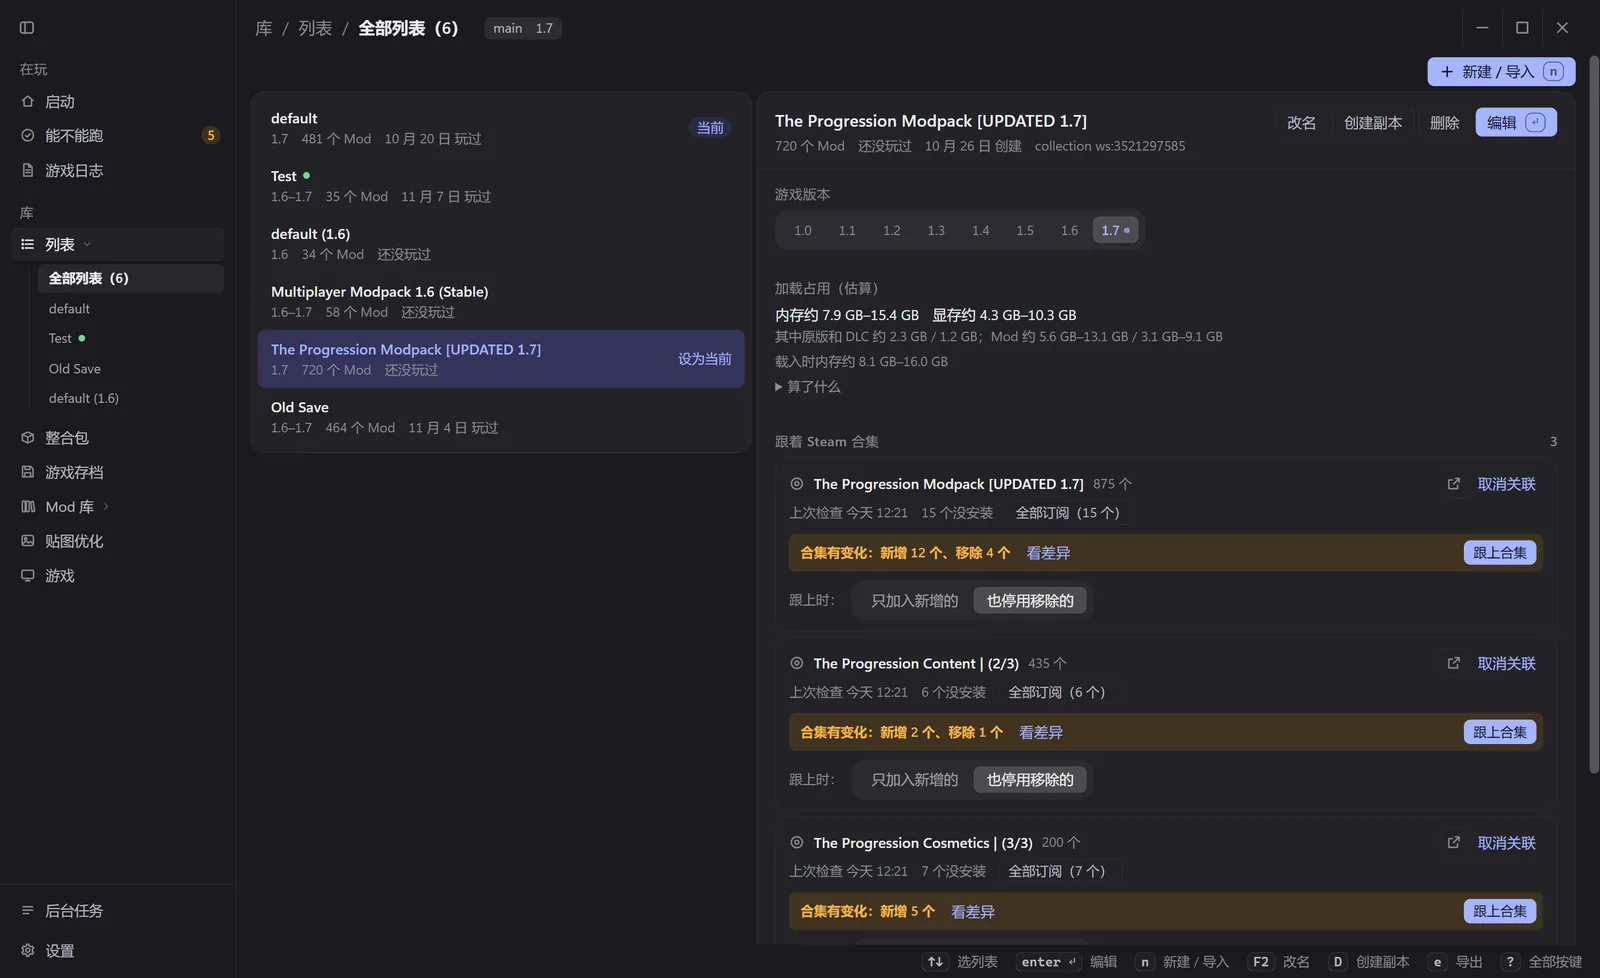 库 / 列表 / 全部列表 (6) main 1.7
+ 新建 / 导入 n
在玩
启动
能不能跑 5
游戏日志
库
列表
全部列表 (6)
default
Test
Old Save
default (1.6)
整合包
游戏存档
Mod 库
贴图优化
游戏
后台任务
设置
default
1.7 481 个 Mod 10 月 20 日 玩过
当前
Test
1.6–1.7 35 个 Mod 11 月 7 日 玩过
default (1.6)
1.6 34 个 Mod 还没玩过
Multiplayer Modpack 1.6 (Stable)
1.6–1.7 58 个 Mod 还没玩过
The Progression Modpack [UPDATED 1.7]
1.7 720 个 Mod 还没玩过
设为当前
Old Save
1.6–1.7 464 个 Mod 11 月 4 日 玩过
The Progression Modpack [UPDATED 1.7]
720 个 Mod 还没玩过 10 月 26 日 创建 collection ws:3521297585
改名 创建副本 删除 编辑 ↵
游戏版本
1.0 1.1 1.2 1.3 1.4 1.5 1.6 1.7
加载占用（估算）
内存约 7.9 GB–15.4 GB 显存约 4.3 GB–10.3 GB
其中原版和 DLC 约 2.3 GB / 1.2 GB；Mod 约 5.6 GB–13.1 GB / 3.1 GB–9.1 GB
载入时内存约 8.1 GB–16.0 GB
▶ 算了什么
跟着 Steam 合集 3
The Progression Modpack [UPDATED 1.7] 875 个 取消关联
上次检查 今天 12:21 15 个没安装 全部订阅（15 个）
合集有变化：新增 12 个、移除 4 个 看差异 跟上合集
跟上时： 只加入新增的 也停用移除的
The Progression Content | (2/3) 435 个 取消关联
上次检查 今天 12:21 6 个没安装 全部订阅（6 个）
合集有变化：新增 2 个、移除 1 个 看差异 跟上合集
跟上时： 只加入新增的 也停用移除的
The Progression Cosmetics | (3/3) 200 个 取消关联
上次检查 今天 12:21 7 个没安装 全部订阅（7 个）
合集有变化：新增 5 个 看差异 跟上合集
↑↓ 选列表 enter ↵ 编辑 n 新建 / 导入 F2 改名 D 创建副本 e 导出 ? 全部按键